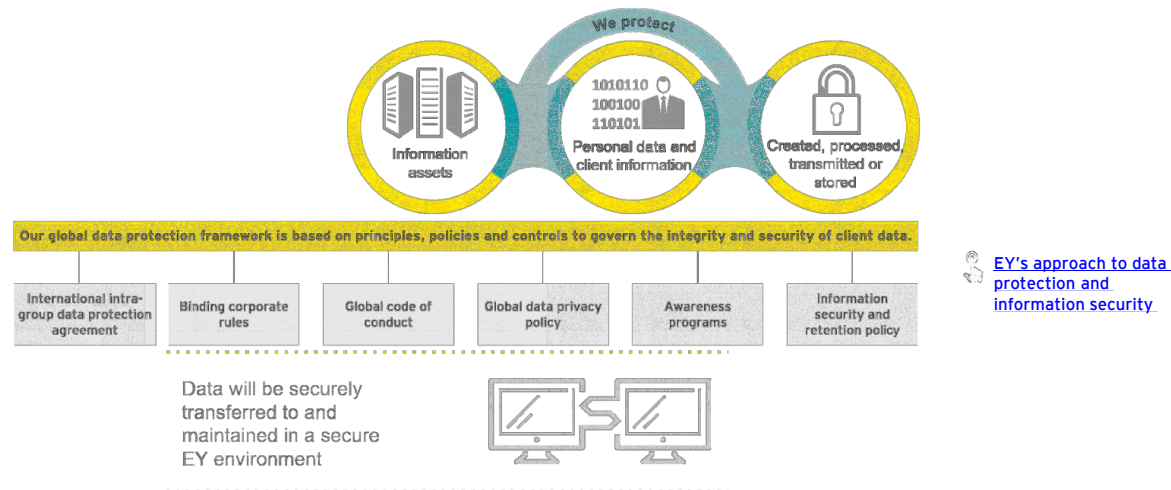 We protect
Information
assets
1010110
100100
110101
Personal data and
client information
Created, processed,
transmitted or
stored
Our global data protection framework is based on principles, policies and controls to govern the integrity and security of client data.
International intra-
group data protection
agreement
Binding corporate
rules
Global code of
conduct
Global data privacy
policy
Awareness
programs
Information
security and
retention policy
EY's approach to data
protection and
information security
Data will be securely
transferred to and
maintained in a secure
EY environment